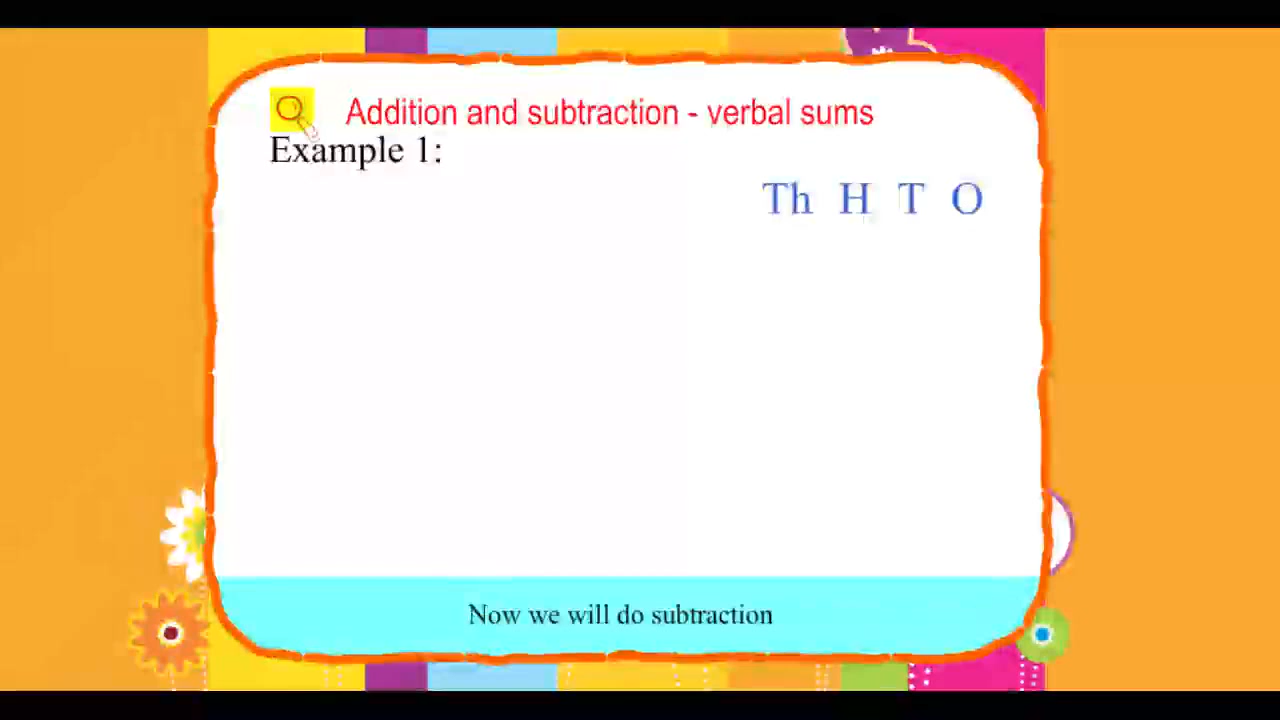 Addition and subtraction - verbal sums
Example 1:
Th H T O
Now we will do subtraction